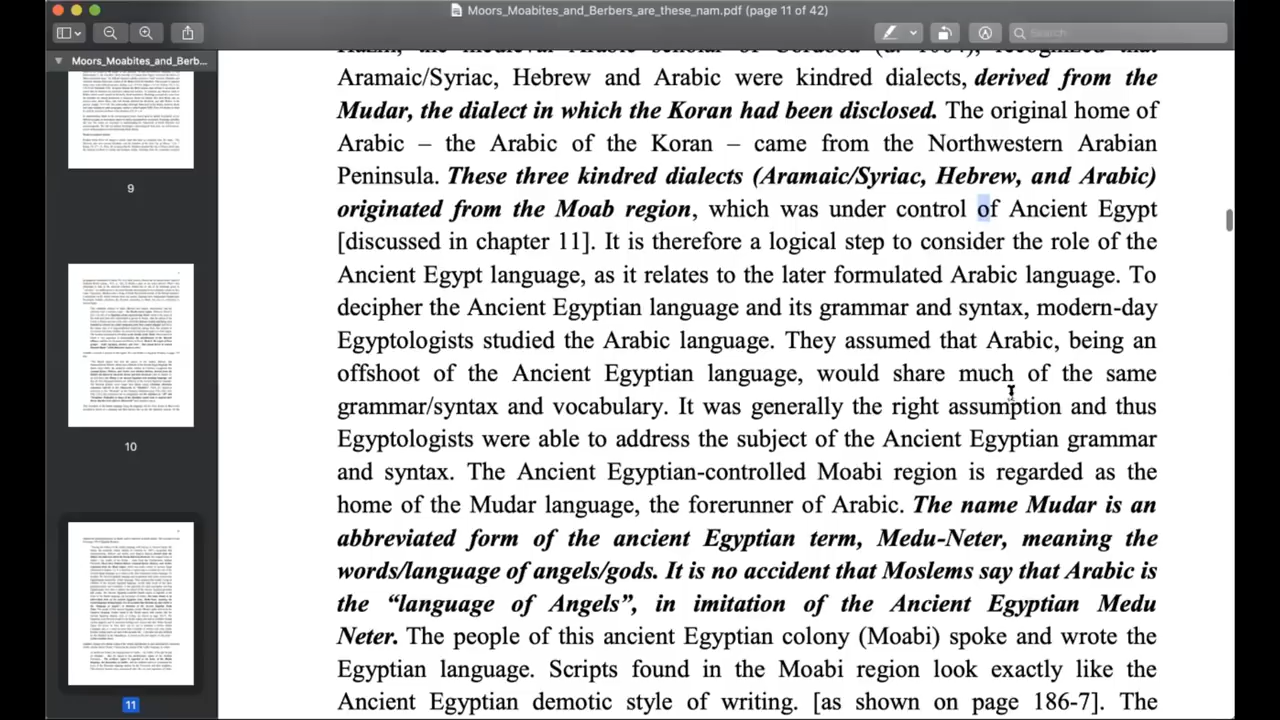 Moors_Moabites_and_Berbers_are_these_nam.pdf (page 11 of 42)
Search
Moors_Moabites_and_Berb...
9
10
11
Aramaic/Syriac, Hebrew and Arabic were kindred dialects, derived from the
Mudar, the dialect in which the Koran had been disclosed. The original home of
Arabic – the Arabic of the Koran – came from the Northwestern Arabian
Peninsula. These three kindred dialects (Aramaic/Syriac, Hebrew, and Arabic)
originated from the Moab region, which was under control of Ancient Egypt
[discussed in chapter 11]. It is therefore a logical step to consider the role of the
Ancient Egypt language as it relates to the later formulated Arabic language. To
decipher the Ancient Egyptian language and its grammar and syntax, modern-day
Egyptologists studied the Arabic language. They assumed that Arabic, being an
offshoot of the Ancient Egyptian language, would share much of the same
grammar/syntax and vocabulary. It was generally the right assumption and thus
Egyptologists were able to address the subject of the Ancient Egyptian grammar
and syntax. The Ancient Egyptian-controlled Moabi region is regarded as the
home of the Mudar language, the forerunner of Arabic. The name Mudar is an
abbreviated form of the ancient Egyptian term, Medu-Neter, meaning the
words/language of angels/gods. It is no accident that Moslems claim that Arabic is
the “language of angels”, in imitation of the Ancient Egyptian Medu
Neter. The people of this ancient Egyptian colony (Moabi) spoke and wrote the
Egyptian language. Scripts found in the Moabi region look exactly like the
Ancient Egyptian demotic style of writing. [as shown on page 186-7]. The